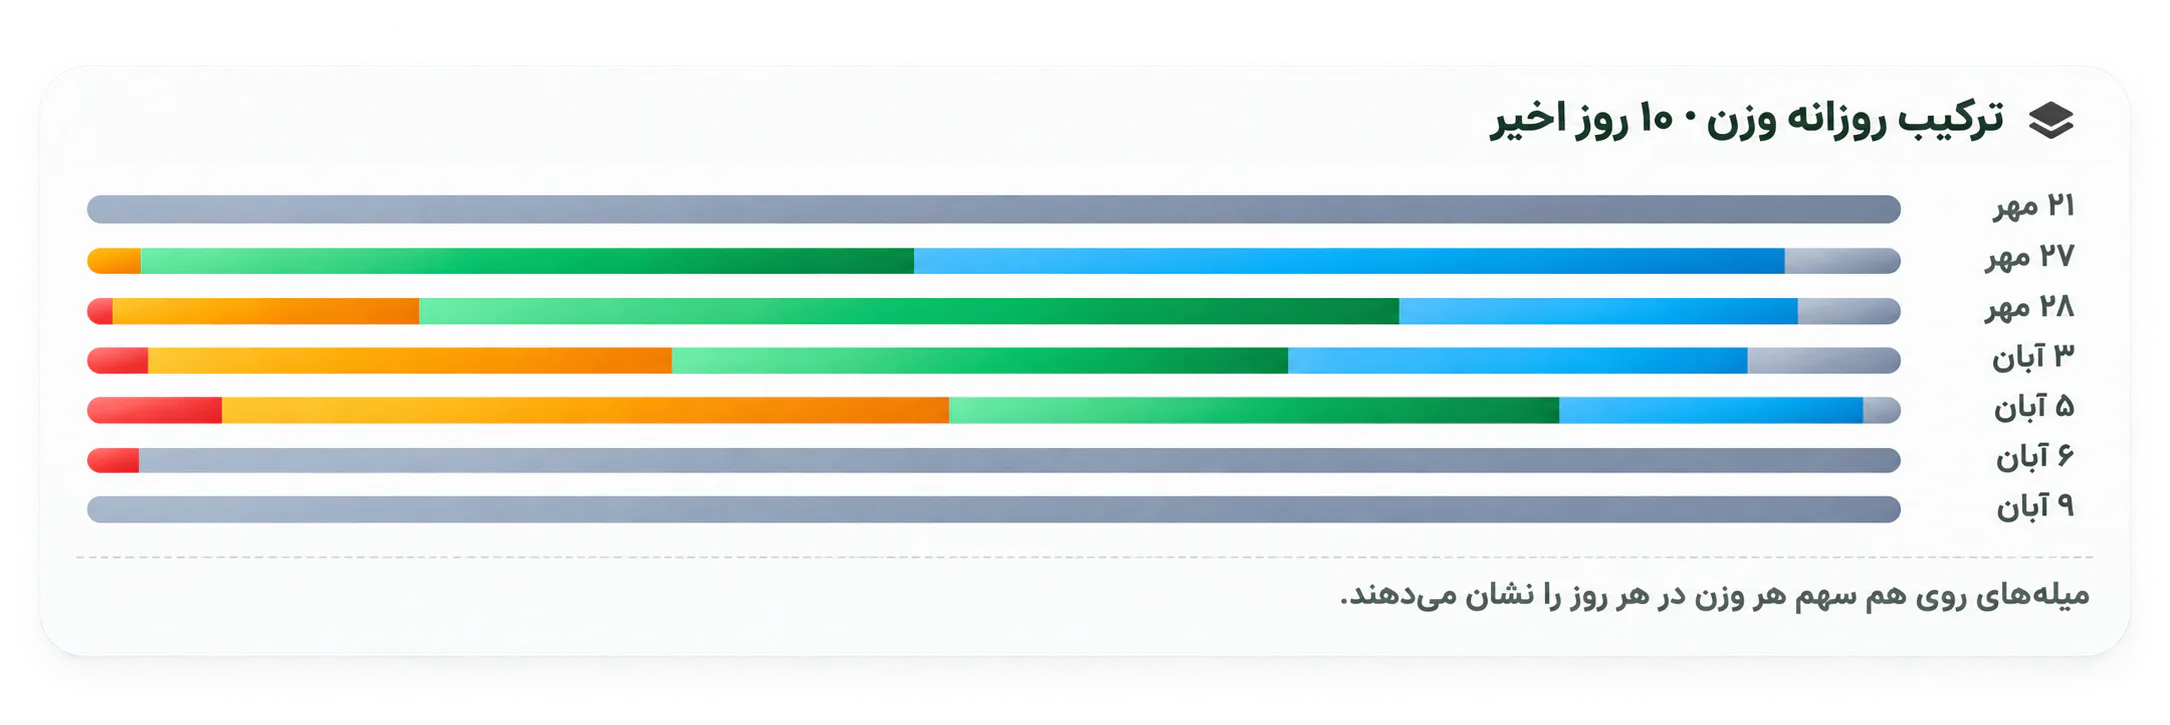 ترکیب روزانه وزن • ۱۰ روز اخیر
۲۱ مهر
۲۷ مهر
۲۸ مهر
۳ آبان
۵ آبان
۶ آبان
۹ آبان
میله‌های روی هم سهم هر وزن در هر روز را نشان می‌دهند.